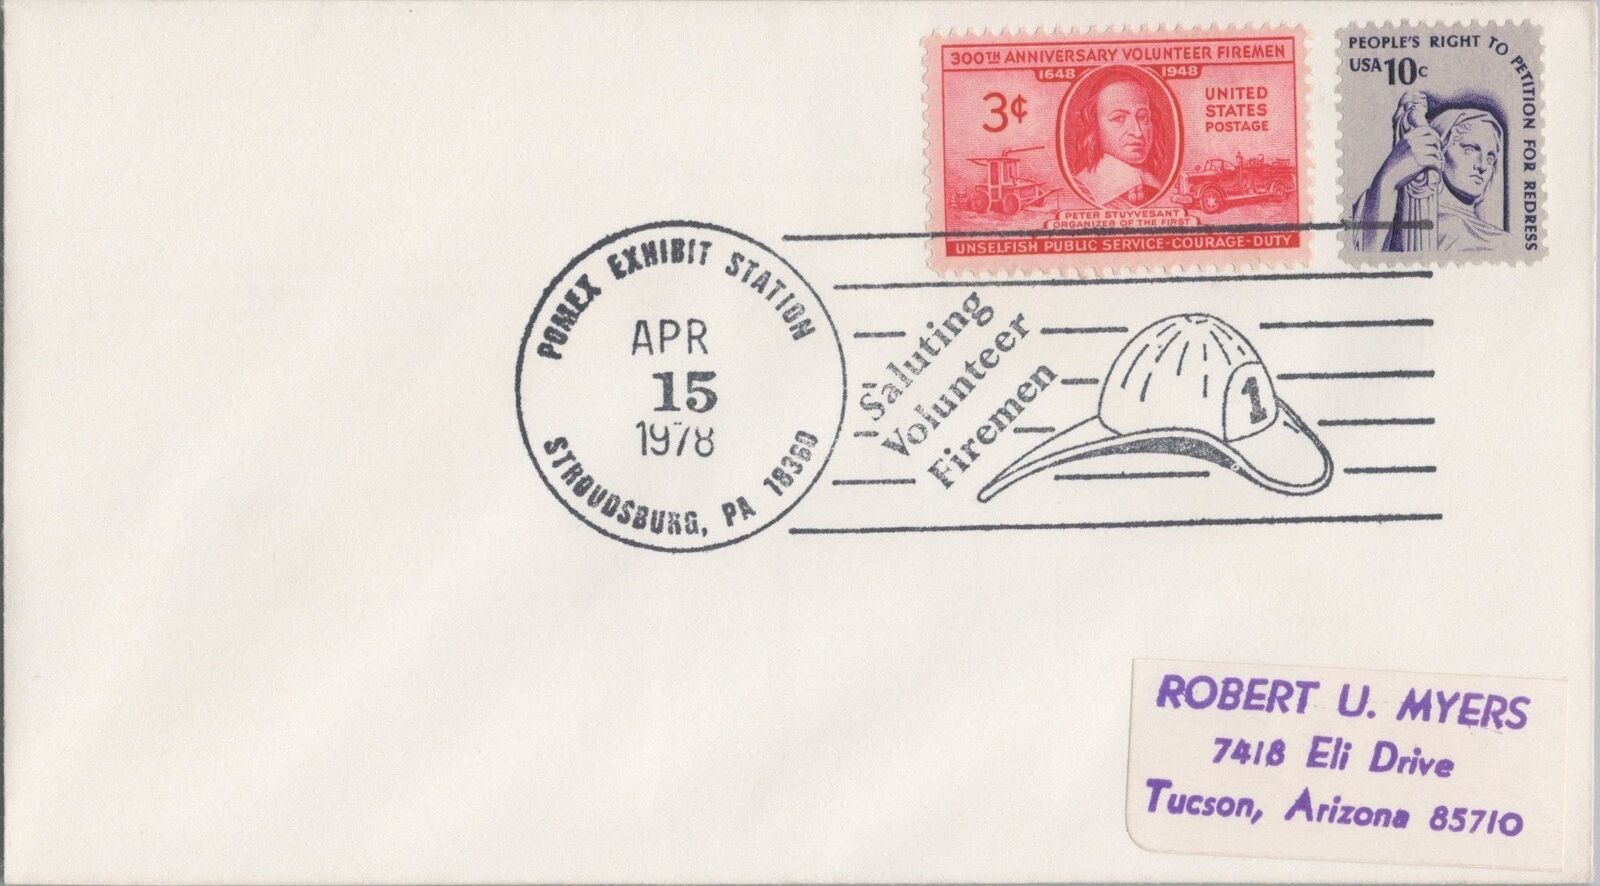 300TH ANNIVERSARY VOLUNTEER FIREMEN
1648 1948
3¢
UNITED
STATES
POSTAGE
PETER STUYVESANT
ORGANIZER OF THE FIRST
UNSELFISH PUBLIC SERVICE-COURAGE-DUTY
PEOPLE'S RIGHT TO PETITION FOR REDRESS
USA 10c
POMEX EXHIBIT STATION
APR
15
1978
STROUDSBURG, PA 18360
Saluting
Volunteer
Firemen
1
ROBERT U. MYERS
7418 Eli Drive
Tucson, Arizona 85710